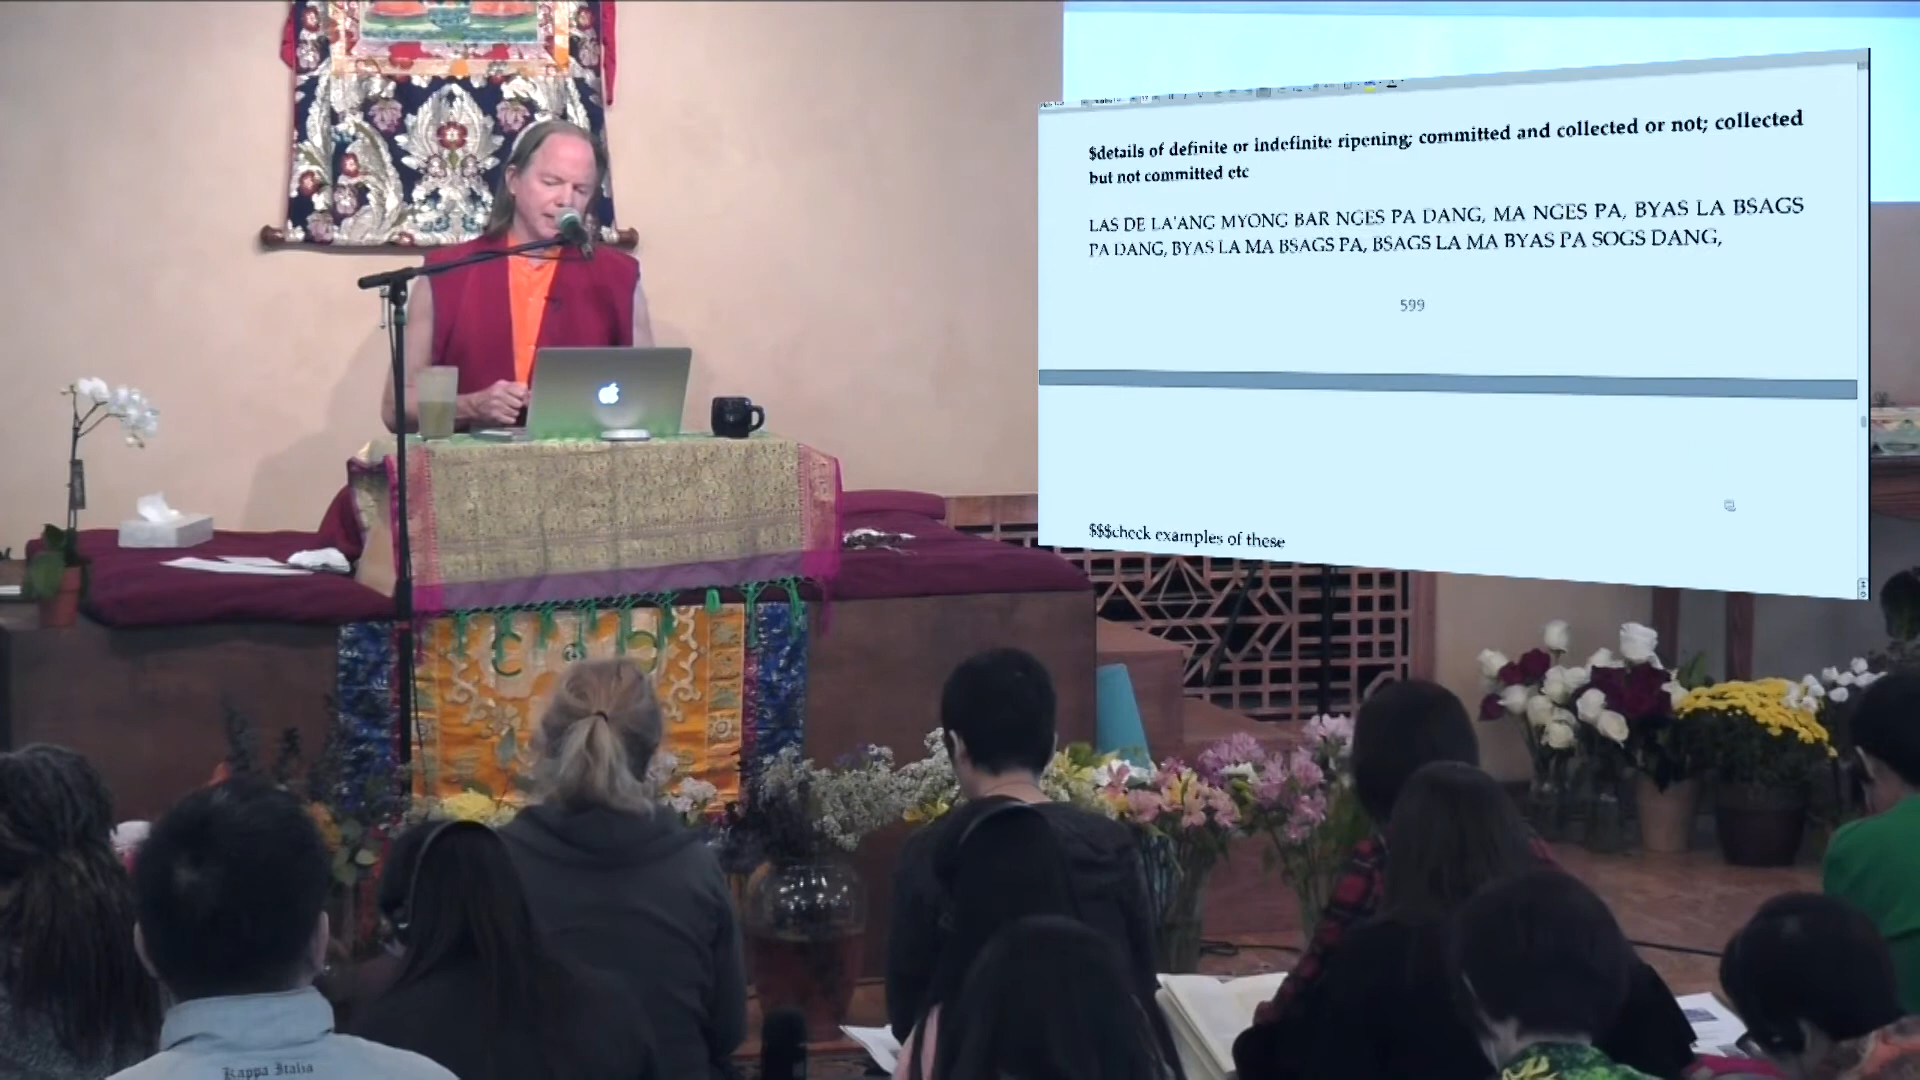 $details of definite or indefinite ripening; committed and collected or not; collected
but not committed etc
LAS DE LA'ANG MYONG BAR NGES PA DANG, MA NGES PA, BYAS LA BSAGS
PA DANG, BYAS LA MA BSAGS PA, BSAGS LA MA BYAS PA SOGS DANG,
599
$$$check examples of these
Kappa Italia